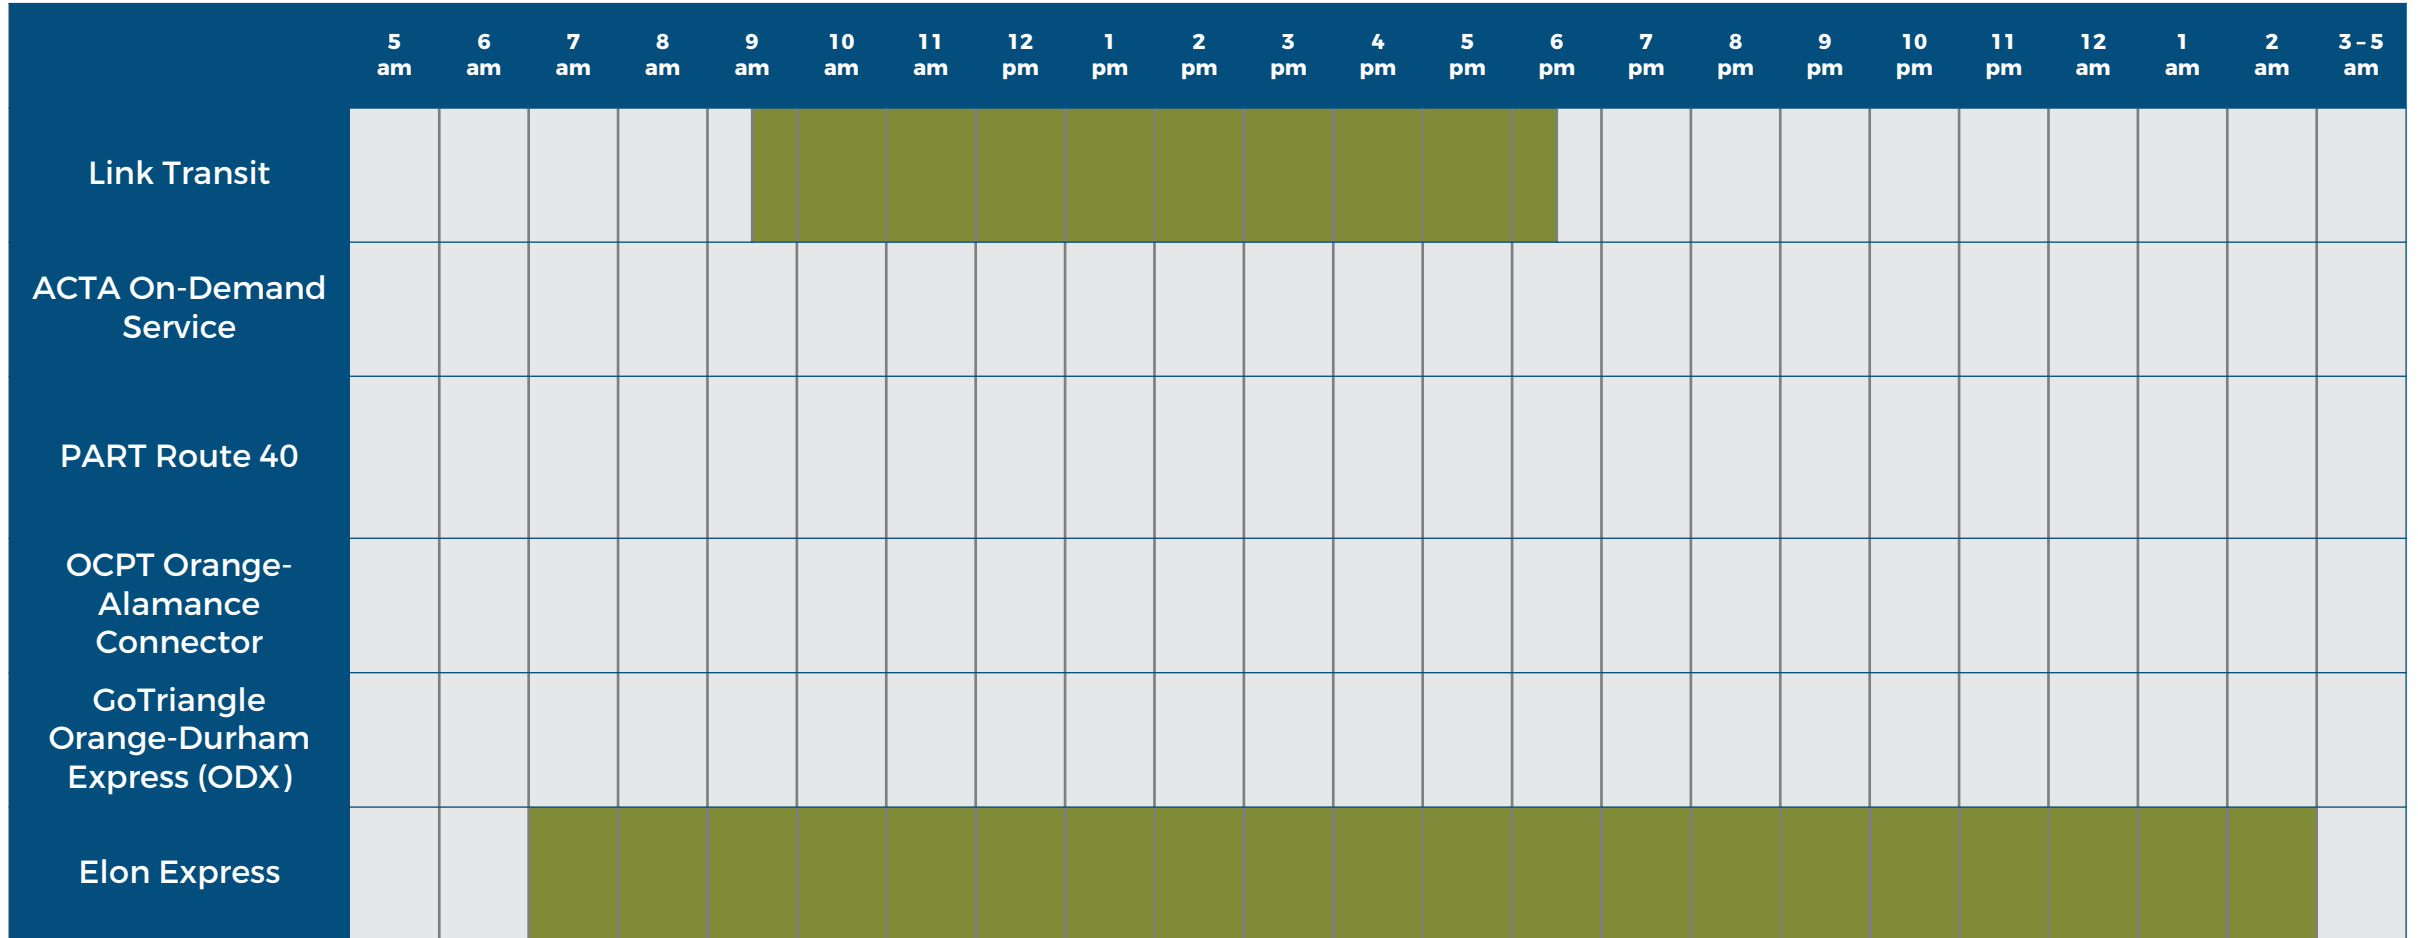 5 6 7 8 9 10 11 12 1 2 3 4 5 6 7 8 9 10 11 12 1 2 3 – 5
am am am am am am am pm pm pm pm pm pm pm pm pm pm pm pm am am am am
Link Transit
ACTA On-Demand
Service
PART Route 40
OCPT Orange-
Alamance
Connector
GoTriangle
Orange-Durham
Express (ODX)
Elon Express